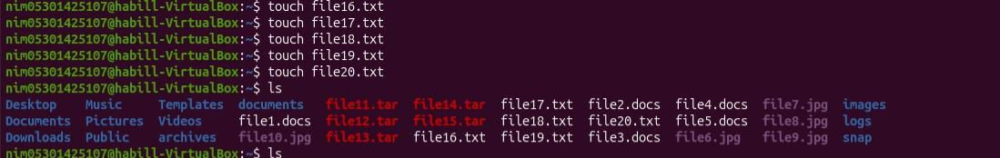 nim05301425107@habill-VirtualBox:~$ touch file16.txt
nim05301425107@habill-VirtualBox:~$ touch file17.txt
nim05301425107@habill-VirtualBox:~$ touch file18.txt
nim05301425107@habill-VirtualBox:~$ touch file19.txt
nim05301425107@habill-VirtualBox:~$ touch file20.txt
nim05301425107@habill-VirtualBox:~$ ls
Desktop Music Templates documents file11.tar file14.tar file17.txt file2.docs file4.docs file7.jpg images
Documents Pictures Videos file1.docs file12.tar file15.tar file18.txt file20.txt file5.docs file8.jpg logs
Downloads Public archives file10.jpg file13.tar file16.txt file19.txt file3.docs file6.jpg file9.jpg snap
nim05301425107@habill-VirtualBox:~$ ls